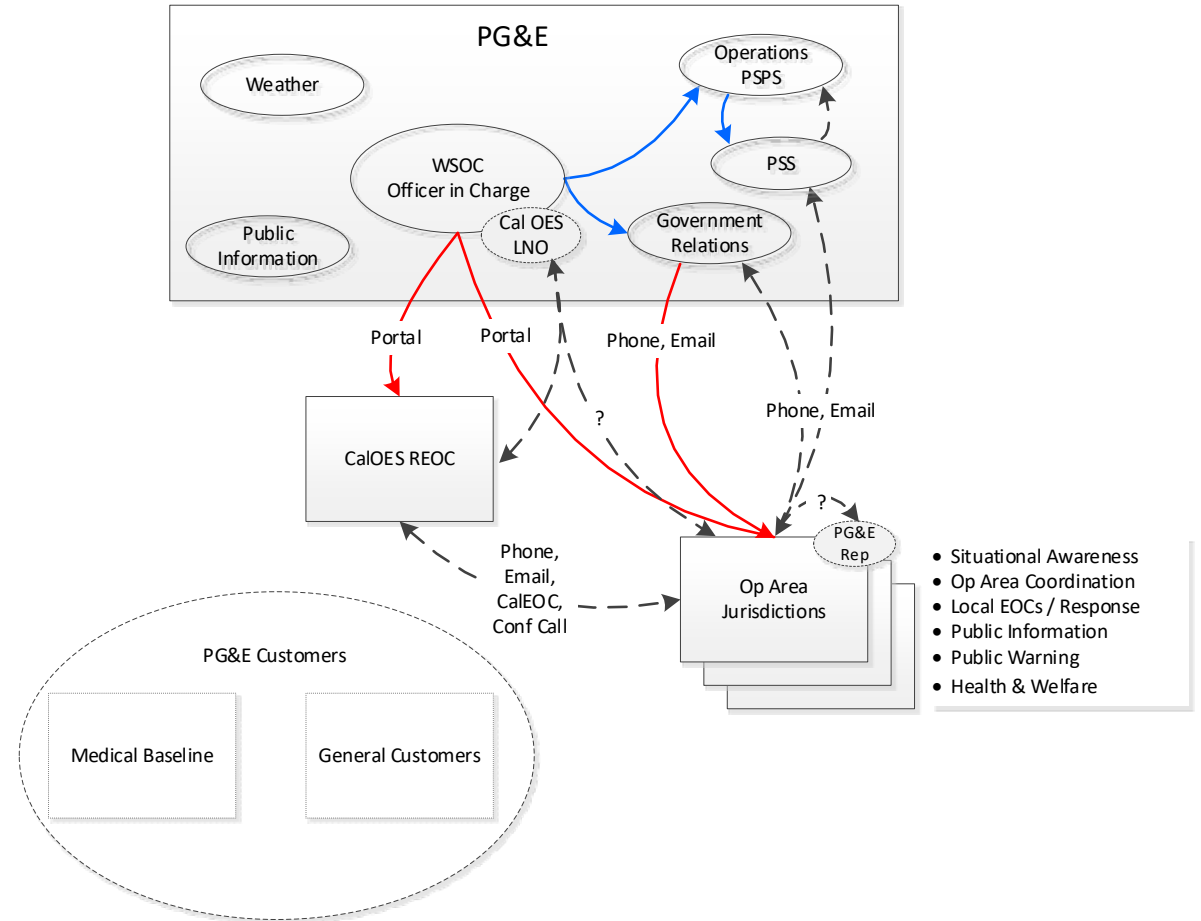 PG&E
Weather
Operations
PSPS
WSOC
Officer in Charge
PSS
Cal OES
LNO
Government
Relations
Public
Information
Portal
Portal
Phone, Email
?
Phone, Email
CalOES REOC
?
PG&E
Rep
Phone,
Email,
CalEOC,
Conf Call
Op Area
Jurisdictions
• Situational Awareness
• Op Area Coordination
• Local EOCs / Response
• Public Information
• Public Warning
• Health & Welfare
PG&E Customers
Medical Baseline
General Customers